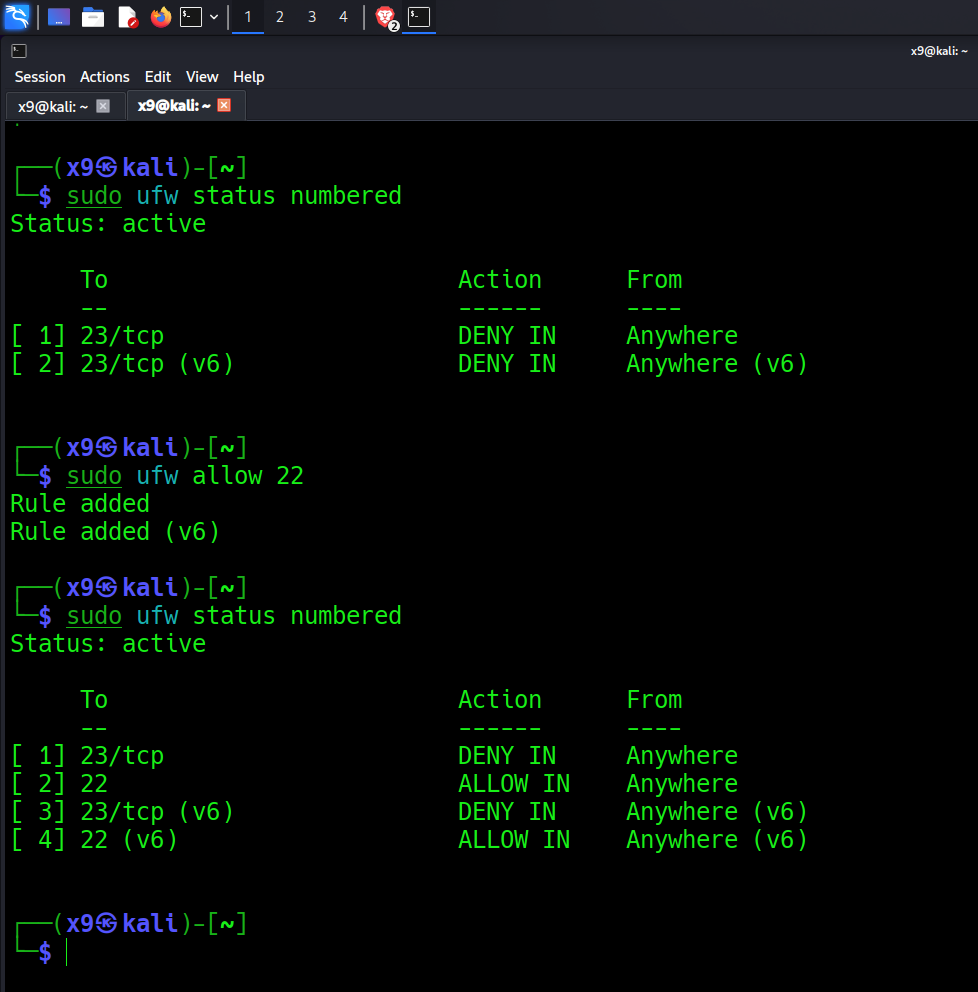 1 2 3 4 2
x9@kali: ~
Session Actions Edit View Help
x9@kali: ~ x9@kali: ~
┌──(x9㉿kali)-[~]
└─$ sudo ufw status numbered
Status: active
     To                         Action      From
     --                         ------      ----
[ 1] 23/tcp                     DENY IN     Anywhere
[ 2] 23/tcp (v6)                DENY IN     Anywhere (v6)
┌──(x9㉿kali)-[~]
└─$ sudo ufw allow 22
Rule added
Rule added (v6)
┌──(x9㉿kali)-[~]
└─$ sudo ufw status numbered
Status: active
     To                         Action      From
     --                         ------      ----
[ 1] 23/tcp                     DENY IN     Anywhere
[ 2] 22                         ALLOW IN    Anywhere
[ 3] 23/tcp (v6)                DENY IN     Anywhere (v6)
[ 4] 22 (v6)                    ALLOW IN    Anywhere (v6)
┌──(x9㉿kali)-[~]
└─$